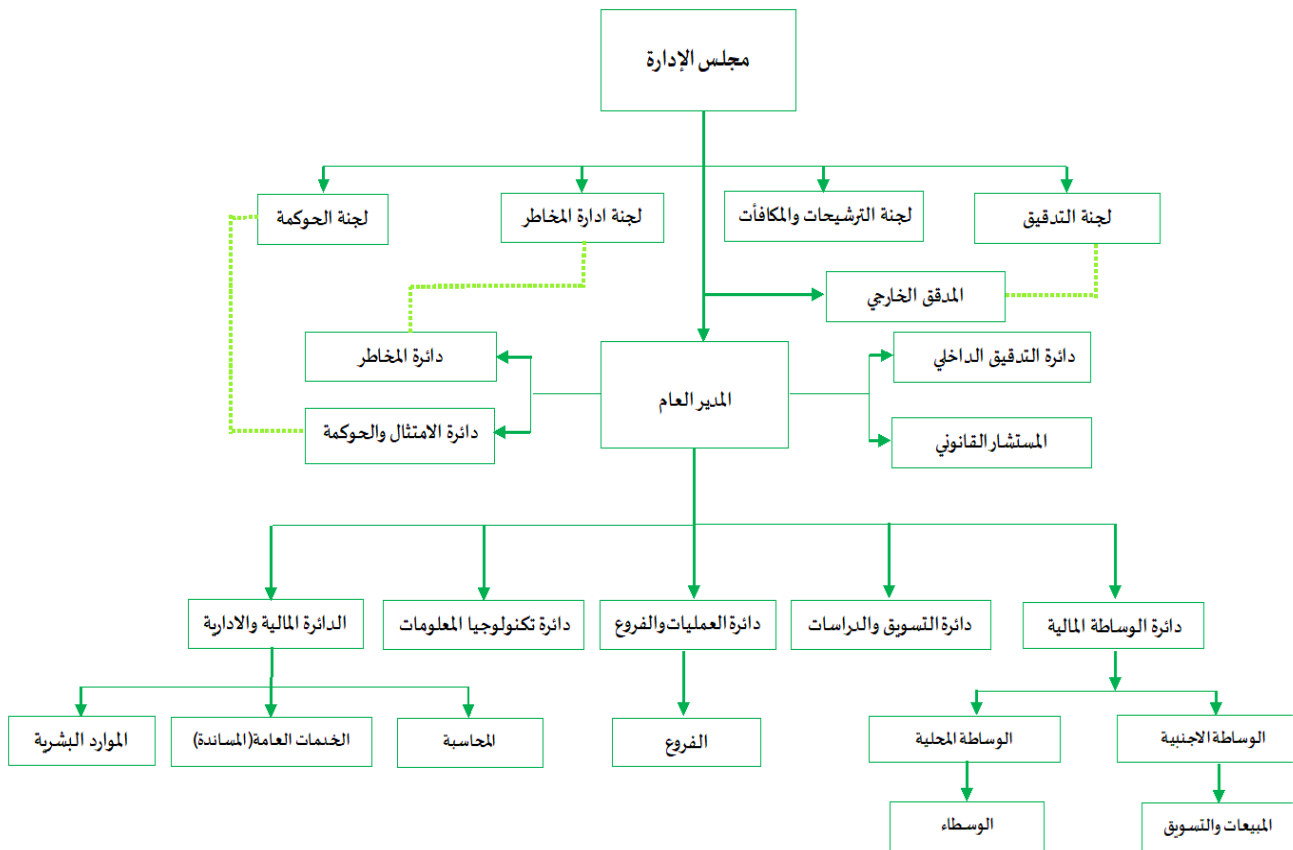 مجلس الإدارة
لجنة التدقيق
لجنة الترشيحات والمكافأت
لجنة ادارة المخاطر
لجنة الحوكمة
المدقق الخارجي
دائرة التدقيق الداخلي
المدير العام
دائرة المخاطر
المستشار القانوني
دائرة الامتثال والحوكمة
دائرة الوساطة المالية
دائرة التسويق والدراسات
دائرة العمليات والفروع
دائرة تكنولوجيا المعلومات
الدائرة المالية والادارية
الوساطة الاجنبية
الوساطة المحلية
الفروع
المحاسبة
الخدمات العامة(المساندة)
الموارد البشرية
المبيعات والتسويق
الوسطاء